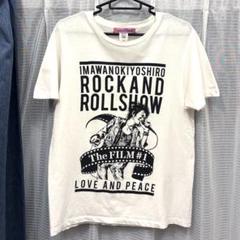 IMAWANOKIYOSHIRO
ROCKAND
ROLLSHOW
The FILM #1
LOVE AND PEACE